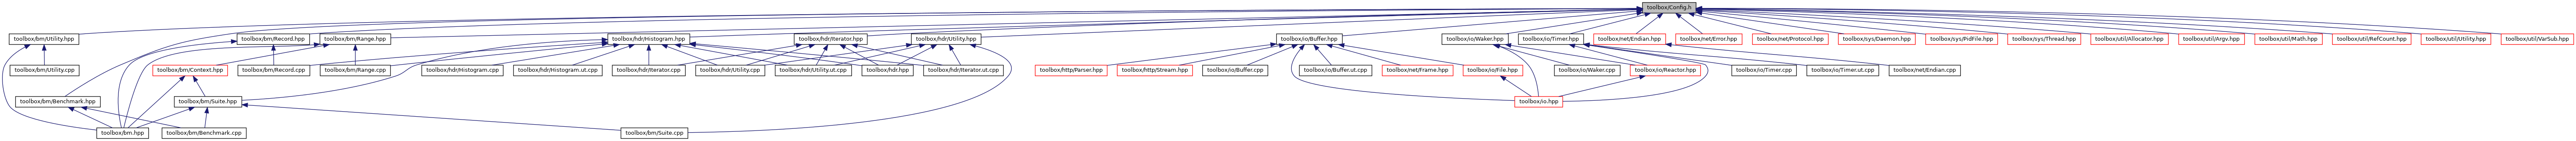 toolbox/Config.h
toolbox/bm/Utility.hpp
toolbox/bm/Record.hpp
toolbox/bm/Range.hpp
toolbox/hdr/Histogram.hpp
toolbox/hdr/Iterator.hpp
toolbox/hdr/Utility.hpp
toolbox/io/Buffer.hpp
toolbox/io/Waker.hpp
toolbox/io/Timer.hpp
toolbox/net/Endian.hpp
toolbox/net/Error.hpp
toolbox/net/Protocol.hpp
toolbox/sys/Daemon.hpp
toolbox/sys/PidFile.hpp
toolbox/sys/Thread.hpp
toolbox/util/Allocator.hpp
toolbox/util/Argv.hpp
toolbox/util/Math.hpp
toolbox/util/RefCount.hpp
toolbox/util/Utility.hpp
toolbox/util/VarSub.hpp
toolbox/bm/Utility.cpp
toolbox/bm/Context.hpp
toolbox/bm/Record.cpp
toolbox/bm/Range.cpp
toolbox/hdr/Histogram.cpp
toolbox/hdr/Histogram.ut.cpp
toolbox/hdr/Iterator.cpp
toolbox/hdr/Utility.cpp
toolbox/hdr/Utility.ut.cpp
toolbox/hdr.hpp
toolbox/hdr/Iterator.ut.cpp
toolbox/http/Parser.hpp
toolbox/http/Stream.hpp
toolbox/io/Buffer.cpp
toolbox/io/Buffer.ut.cpp
toolbox/net/Frame.hpp
toolbox/io/File.hpp
toolbox/io/Waker.cpp
toolbox/io/Reactor.hpp
toolbox/io/Timer.cpp
toolbox/io/Timer.ut.cpp
toolbox/net/Endian.cpp
toolbox/bm/Benchmark.hpp
toolbox/bm/Suite.hpp
toolbox/io.hpp
toolbox/bm.hpp
toolbox/bm/Benchmark.cpp
toolbox/bm/Suite.cpp